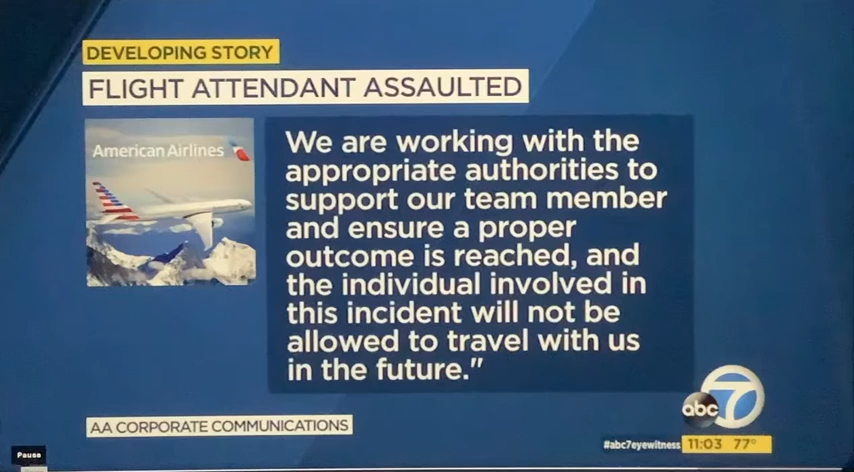 DEVELOPING STORY
FLIGHT ATTENDANT ASSAULTED
American Airlines
We are working with the
appropriate authorities to
support our team member
and ensure a proper
outcome is reached, and
the individual involved in
this incident will not be
allowed to travel with us
in the future."
AA CORPORATE COMMUNICATIONS
abc 7
#abc7eyewitness 11:03 77°
Pause